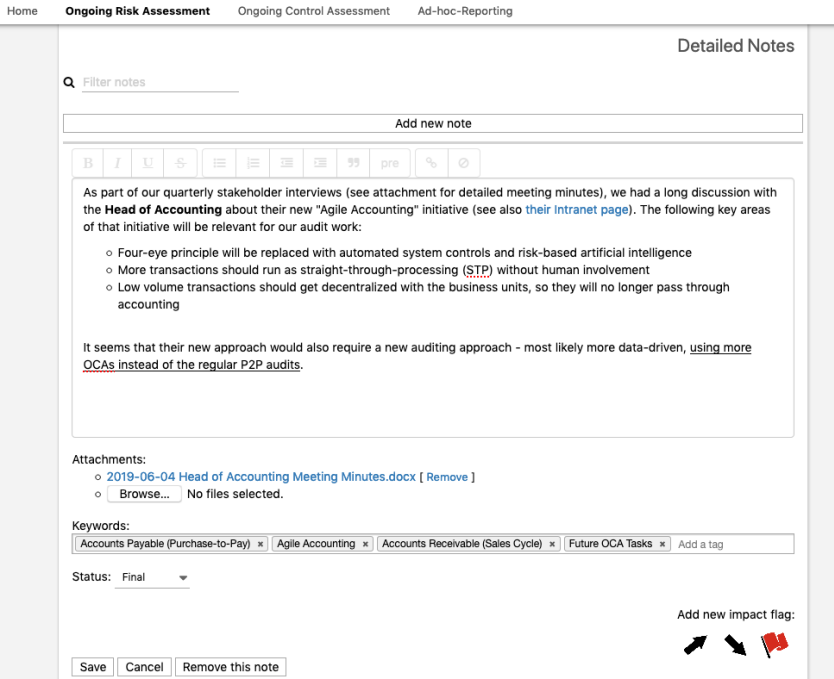 Home Ongoing Risk Assessment Ongoing Control Assessment Ad-hoc-Reporting
Detailed Notes
Filter notes
Add new note
B I U S pre
As part of our quarterly stakeholder interviews (see attachment for detailed meeting minutes), we had a long discussion with
the Head of Accounting about their new "Agile Accounting" initiative (see also their Intranet page). The following key areas
of that initiative will be relevant for our audit work:
Four-eye principle will be replaced with automated system controls and risk-based artificial intelligence
More transactions should run as straight-through-processing (STP) without human involvement
Low volume transactions should get decentralized with the business units, so they will no longer pass through
accounting
It seems that their new approach would also require a new auditing approach - most likely more data-driven, using more
OCAs instead of the regular P2P audits.
Attachments:
2019-06-04 Head of Accounting Meeting Minutes.docx [ Remove ]
Browse... No files selected.
Keywords:
Accounts Payable (Purchase-to-Pay) × Agile Accounting × Accounts Receivable (Sales Cycle) × Future OCA Tasks × Add a tag
Status: Final
Add new impact flag:
Save Cancel Remove this note